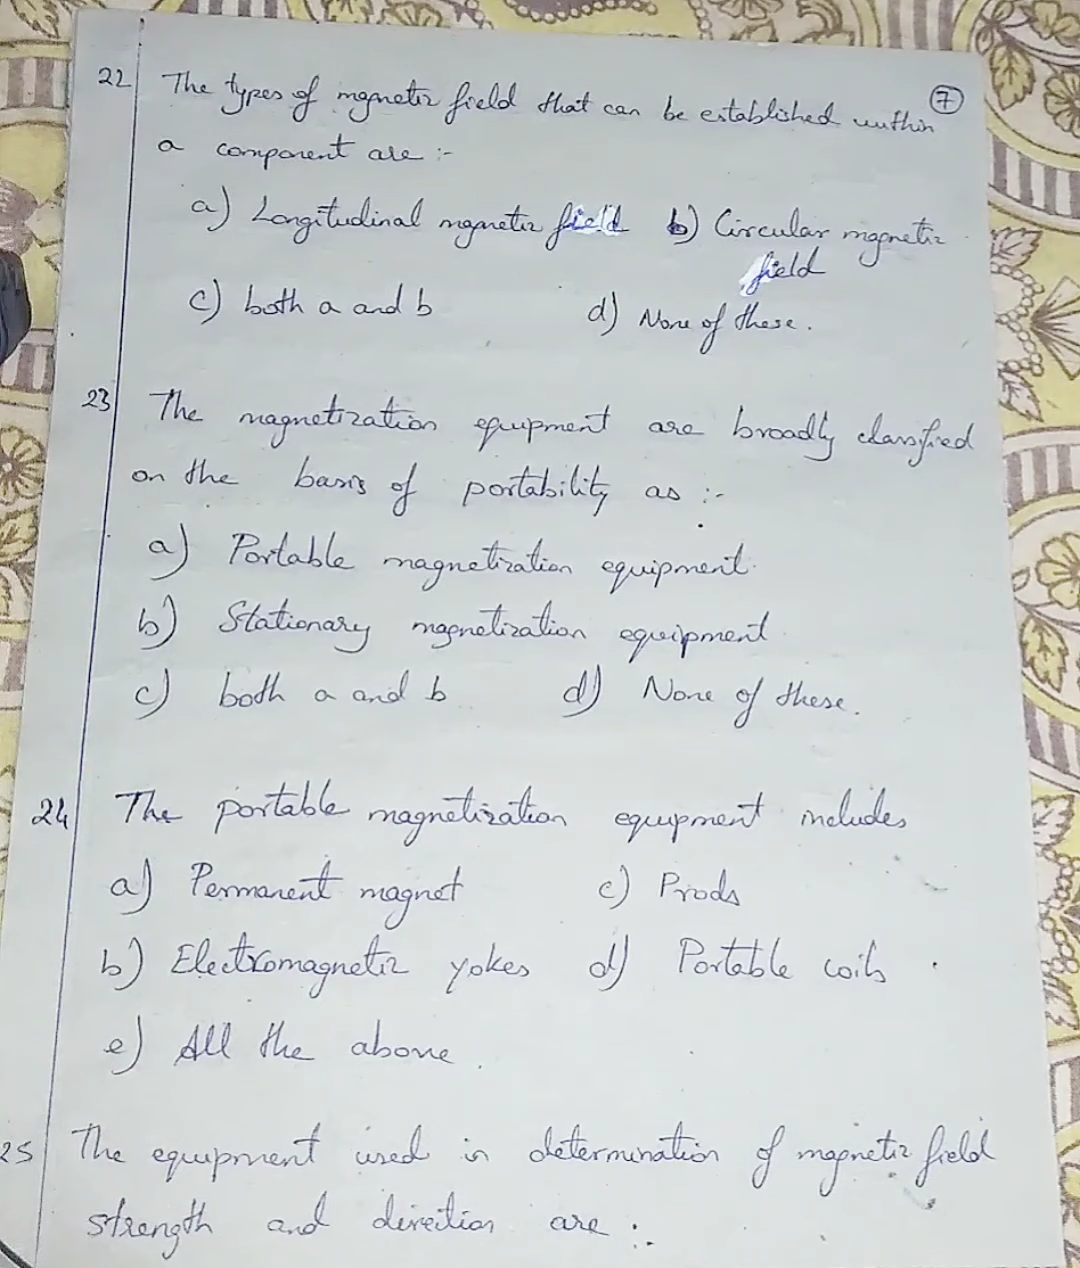 7
22 The types of magnetic field that can be established within
a component are :-
a) Longitudinal magnetic field b) Circular magnetic
field
c) both a and b d) None of these.
23 The magnetization equipment are broadly classified
on the basis of portability as :-
a) Portable magnetization equipment.
b) Stationary magnetization equipment
c) both a and b d) None of these.
24 The portable magnetization equipment includes
a) Permanent magnet c) Prods
b) Electromagnetic yokes d) Portable coils.
e) All the above.
25 The equipment used in determination of magnetic field
strength and direction are :.